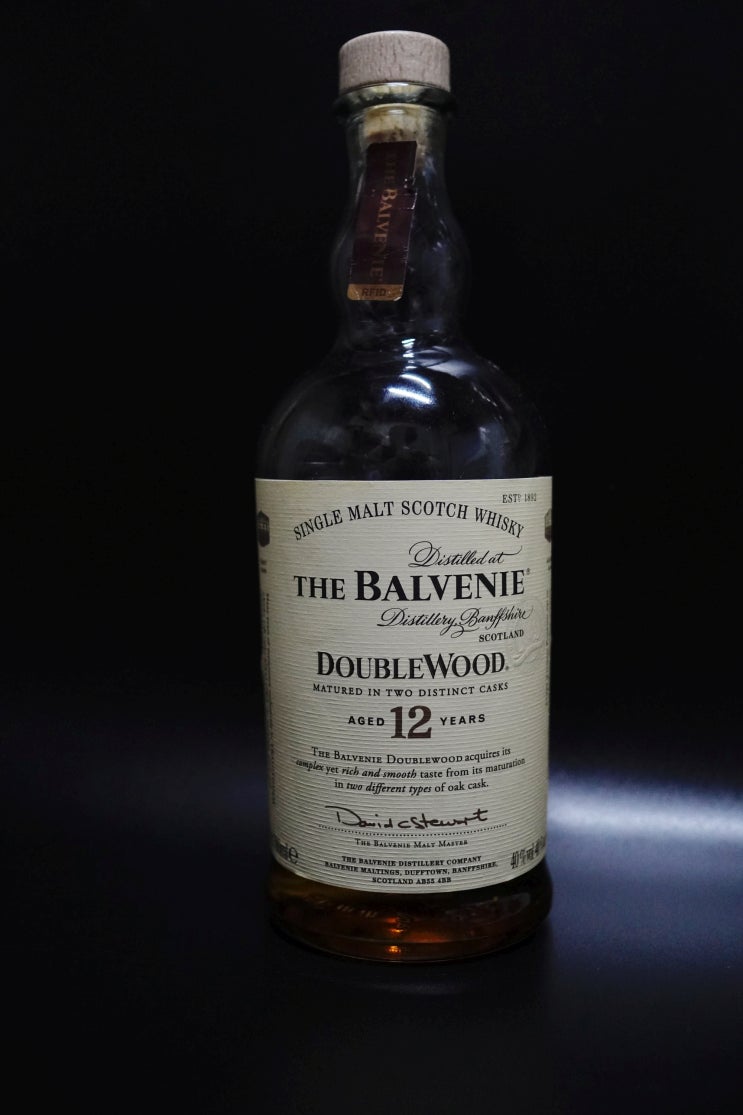 THE BALVENIE
RFID
ESTD 1892
SINGLE MALT SCOTCH WHISKY
Distilled at
THE BALVENIE®
Distillery, Banffshire
SCOTLAND
DOUBLEWOOD®
MATURED IN TWO DISTINCT CASKS
AGED 12 YEARS
THE BALVENIE DOUBLEWOOD acquires its
complex yet rich and smooth taste from its maturation
in two different types of oak cask.
David C Stewart
THE BALVENIE MALT MASTER
THE BALVENIE DISTILLERY COMPANY
BALVENIE MALTINGS, DUFFTOWN, BANFFSHIRE,
SCOTLAND AB55 4BB
40%vol